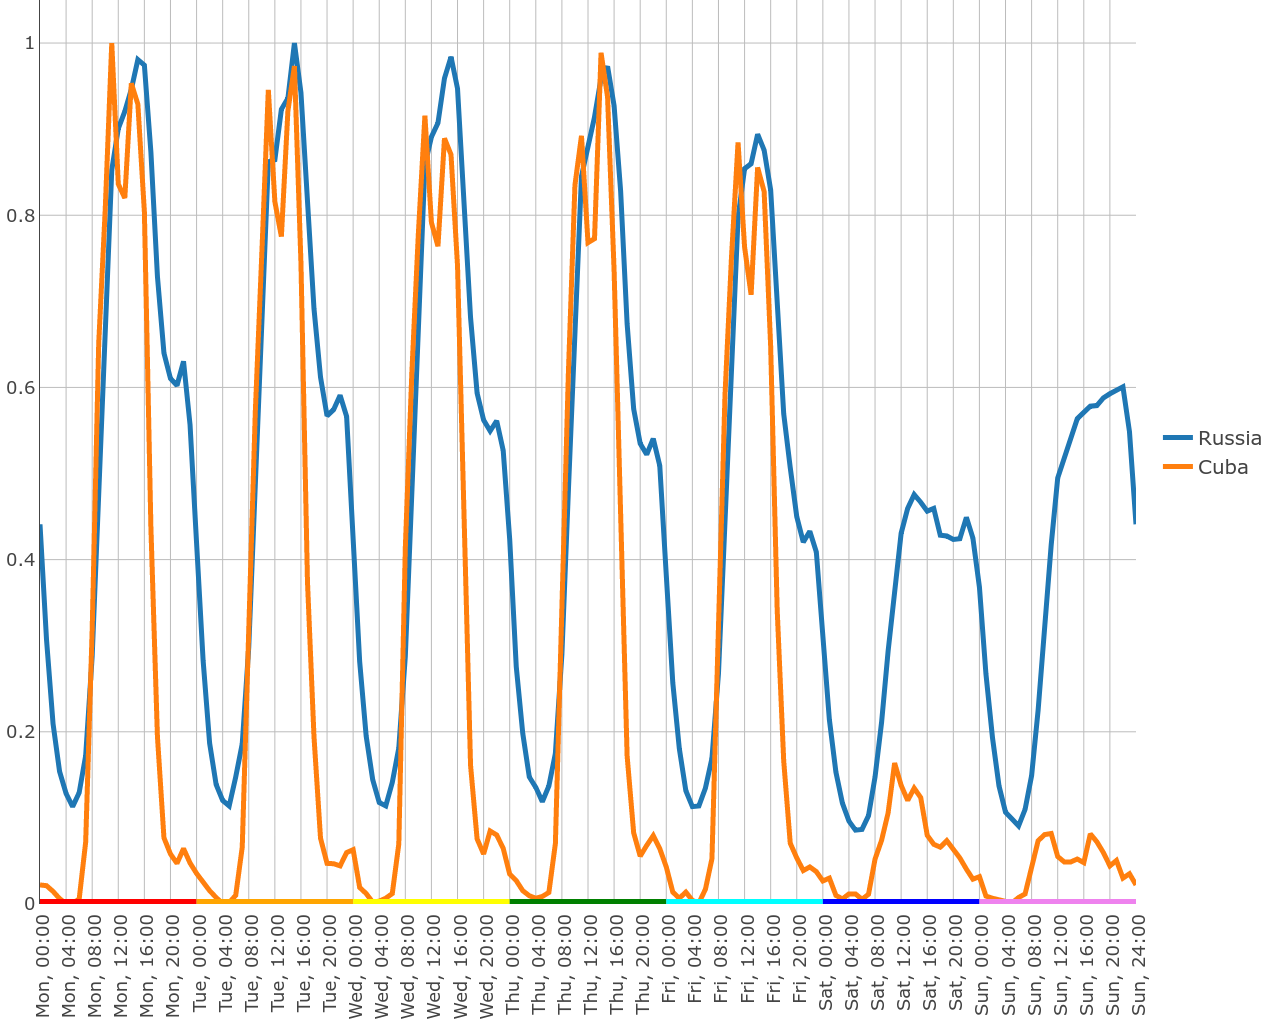 1
0.8
0.6
0.4
0.2
0
Mon, 00:00
Mon, 04:00
Mon, 08:00
Mon, 12:00
Mon, 16:00
Mon, 20:00
Tue, 00:00
Tue, 04:00
Tue, 08:00
Tue, 12:00
Tue, 16:00
Tue, 20:00
Wed, 00:00
Wed, 04:00
Wed, 08:00
Wed, 12:00
Wed, 16:00
Wed, 20:00
Thu, 00:00
Thu, 04:00
Thu, 08:00
Thu, 12:00
Thu, 16:00
Thu, 20:00
Fri, 00:00
Fri, 04:00
Fri, 08:00
Fri, 12:00
Fri, 16:00
Fri, 20:00
Sat, 00:00
Sat, 04:00
Sat, 08:00
Sat, 12:00
Sat, 16:00
Sat, 20:00
Sun, 00:00
Sun, 04:00
Sun, 08:00
Sun, 12:00
Sun, 16:00
Sun, 20:00
Sun, 24:00
Russia
Cuba